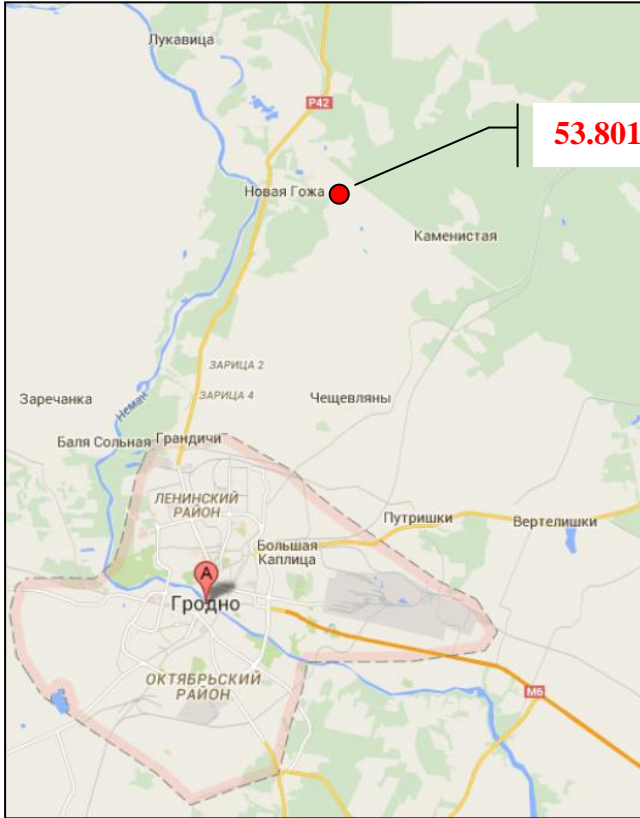 Лукавица
P42
53.801
Новая Гожа
Каменистая
ЗАРИЦА 2
ЗАРИЦА 4
Заречанка
Неман
Чещевляны
Баля Сольная
Грандичи
ЛЕНИНСКИЙ
РАЙОН
Путришки
Вертелишки
Большая
Каплица
A
Гродно
ОКТЯБРЬСКИЙ
РАЙОН
M6